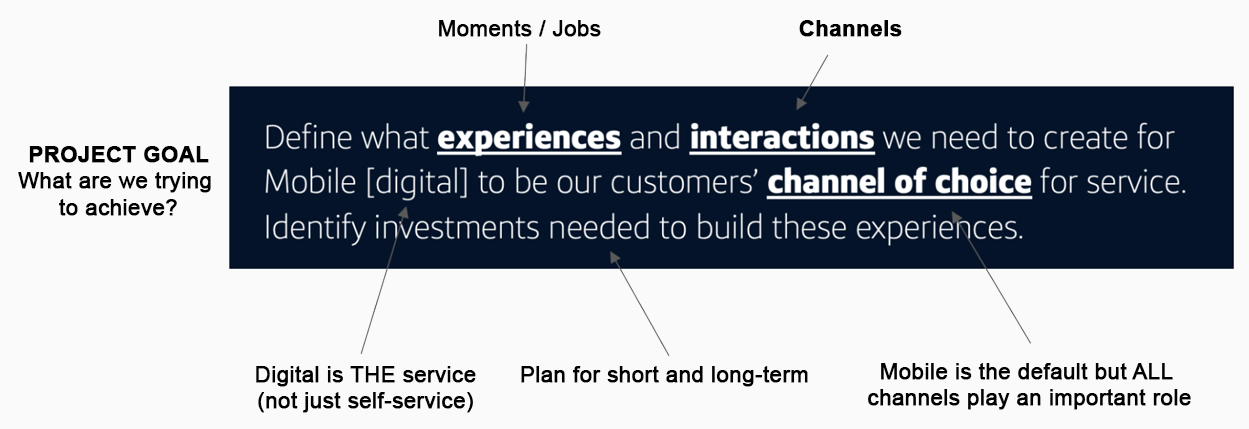 Moments / Jobs
Channels
PROJECT GOAL
What are we trying
to achieve?
Define what experiences and interactions we need to create for
Mobile [digital] to be our customers’ channel of choice for service.
Identify investments needed to build these experiences.
Digital is THE service
(not just self-service)
Plan for short and long-term
Mobile is the default but ALL
channels play an important role